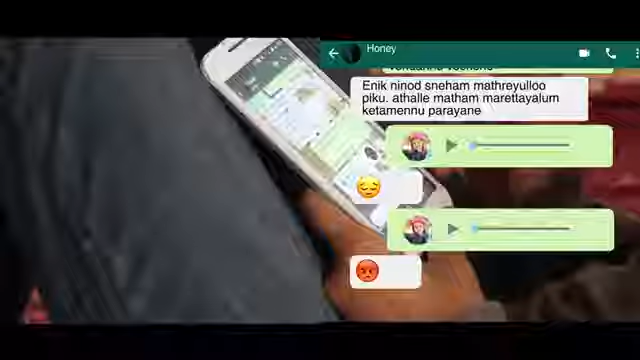 Honey
Enik ninod sneham mathreyulloo
piku. athalle matham marettayalum
ketamennu parayane